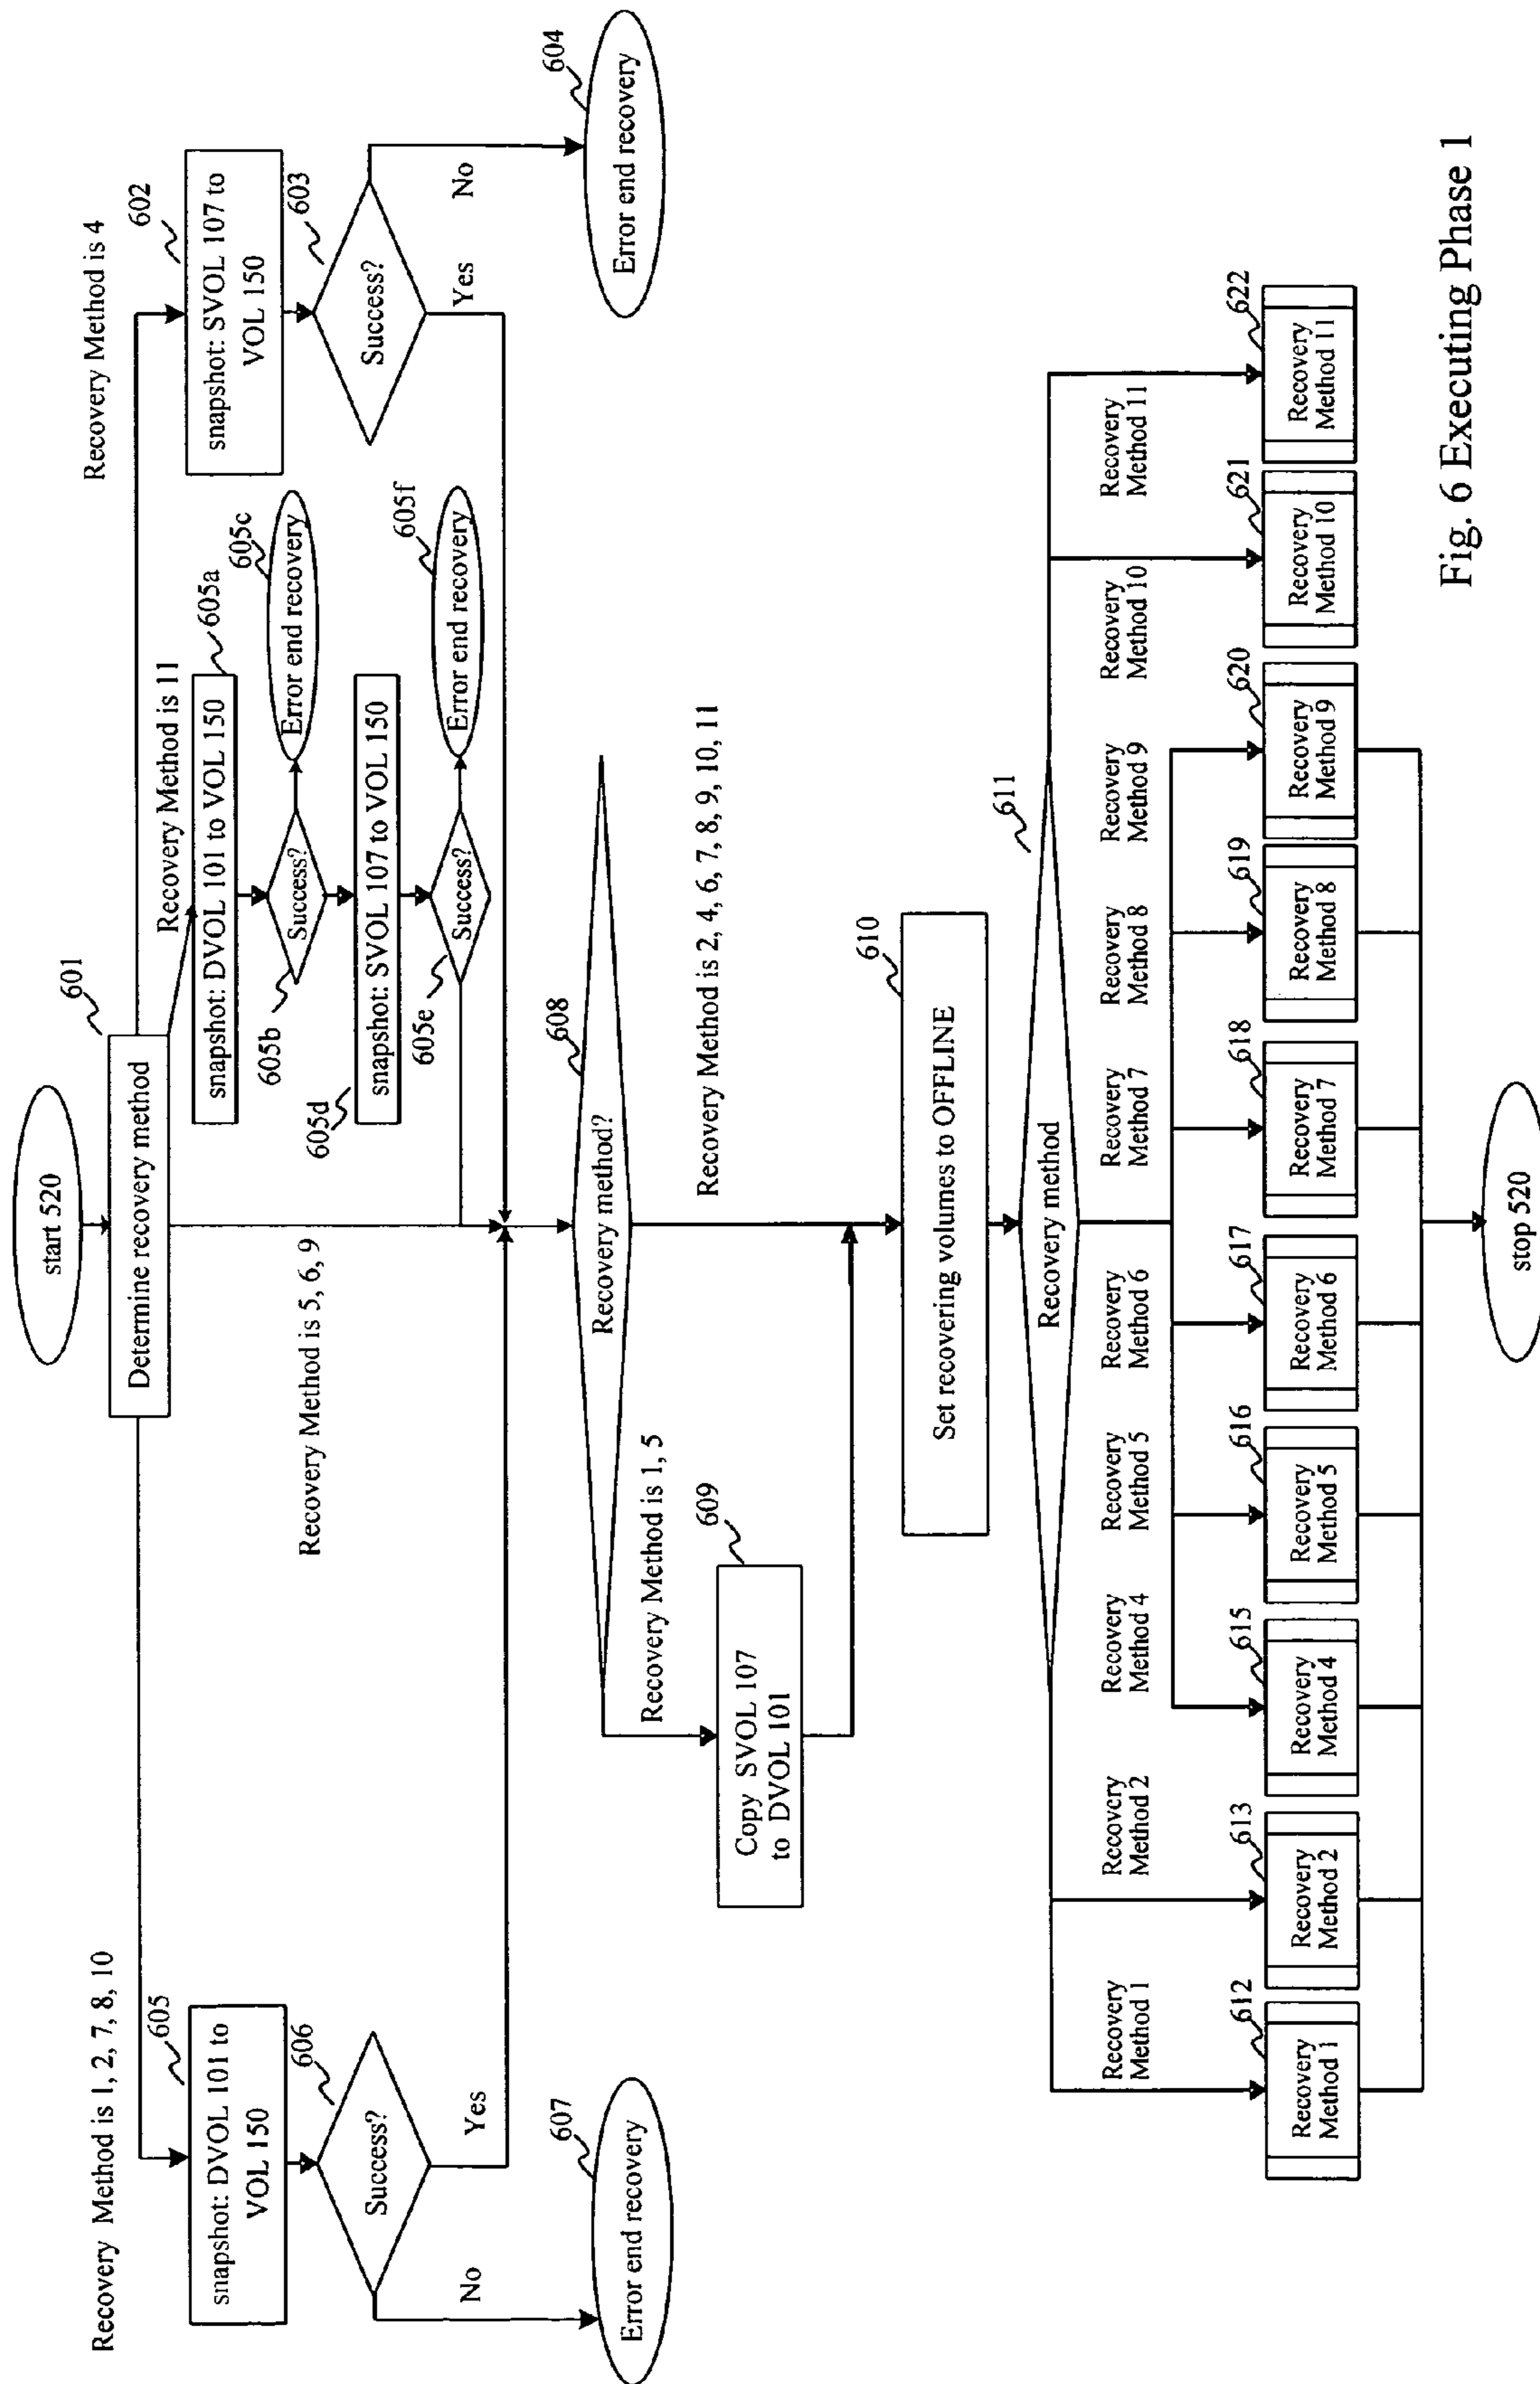 start 520
601
Determine recovery method
Recovery Method is 1, 2, 7, 8, 10
605
snapshot: DVOL 101 to
VOL 150
606
Success?
No
Yes
607
Error end recovery
Recovery Method is 5, 6, 9
Recovery Method is 11
605a
snapshot: DVOL 101 to VOL 150
605b
Success?
605c
Error end recovery
605d
snapshot: SVOL 107 to VOL 150
605e
Success?
605f
Error end recovery
Recovery Method is 4
602
snapshot: SVOL 107 to
VOL 150
603
Success?
Yes
No
604
Error end recovery
608
Recovery method?
Recovery Method is 1, 5
609
Copy SVOL 107
to DVOL 101
Recovery Method is 2, 4, 6, 7, 8, 9, 10, 11
610
Set recovering volumes to OFFLINE
611
Recovery method
Recovery
Method 1
Recovery
Method 2
Recovery
Method 4
Recovery
Method 5
Recovery
Method 6
Recovery
Method 7
Recovery
Method 8
Recovery
Method 9
Recovery
Method 10
Recovery
Method 11
612
Recovery
Method 1
613
Recovery
Method 2
615
Recovery
Method 4
616
Recovery
Method 5
617
Recovery
Method 6
618
Recovery
Method 7
619
Recovery
Method 8
620
Recovery
Method 9
621
Recovery
Method 10
622
Recovery
Method 11
stop 520
Fig. 6 Executing Phase 1